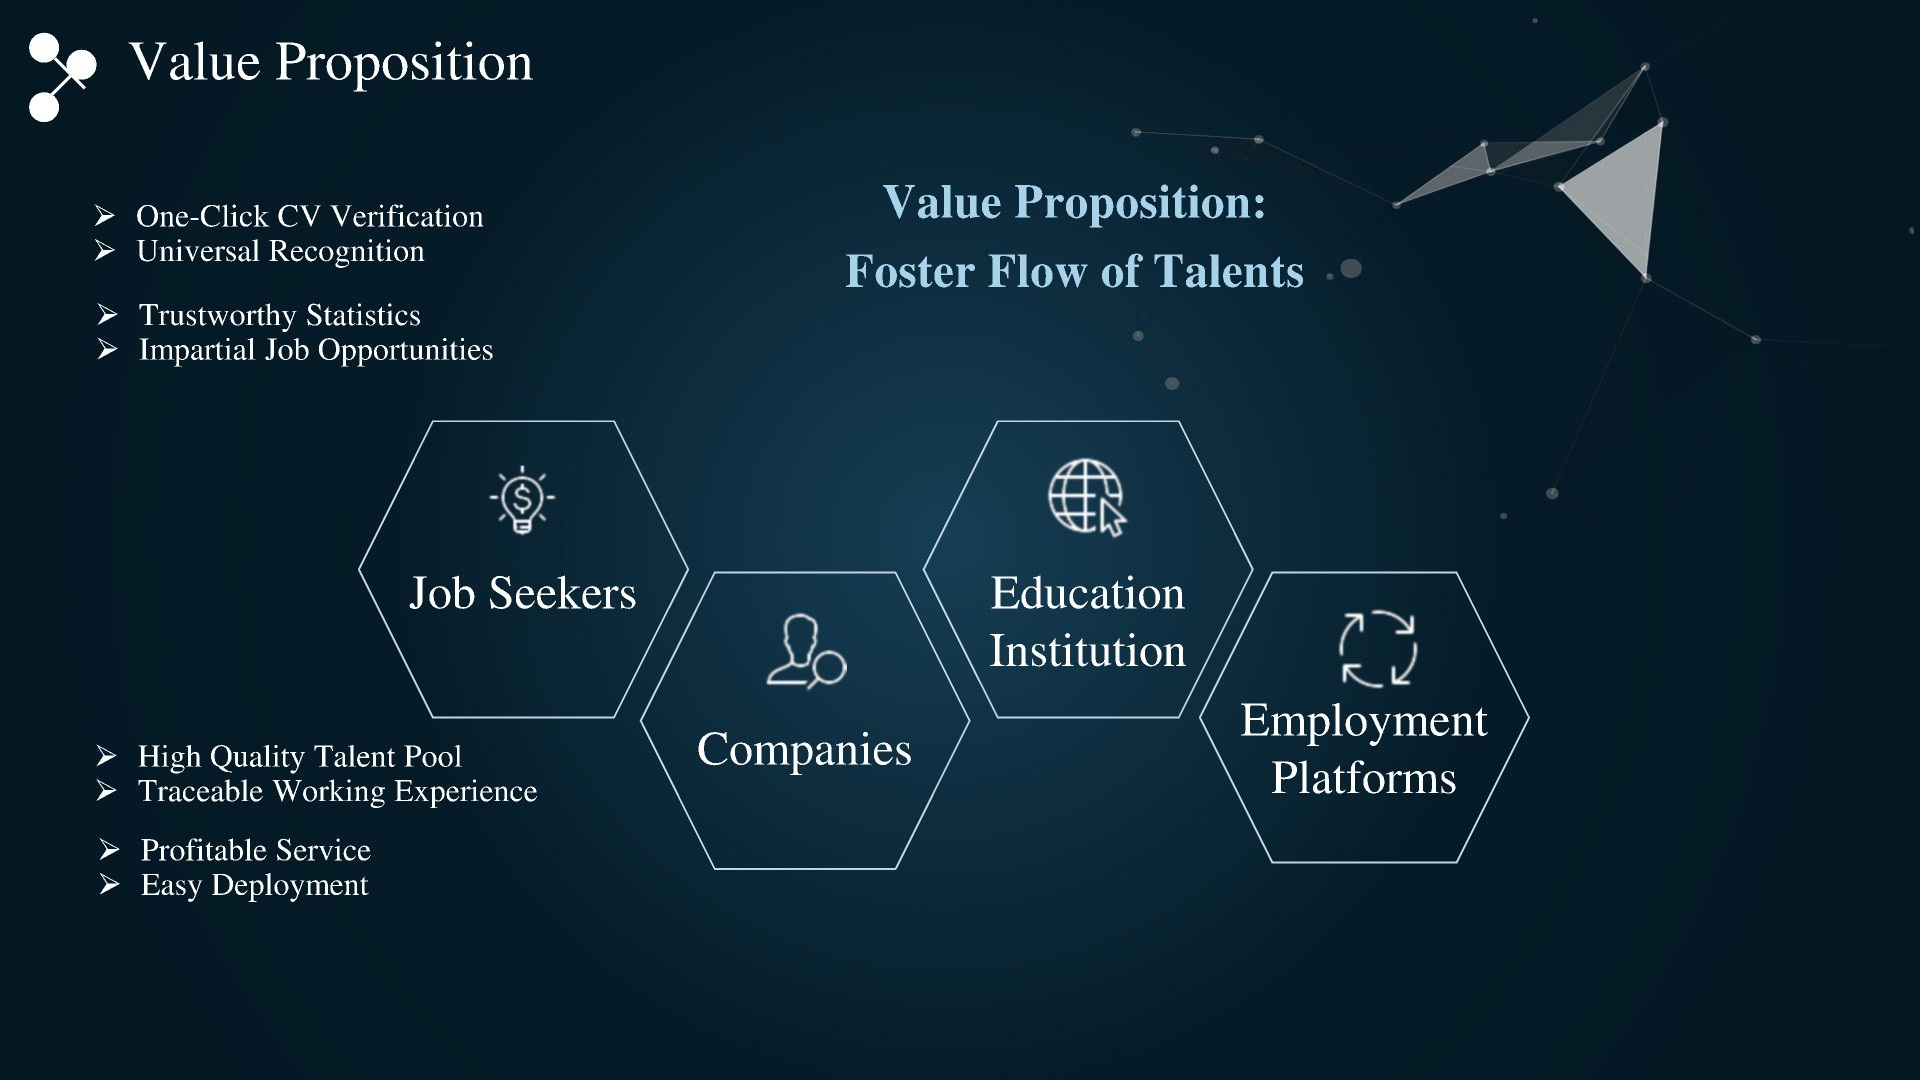 Value Proposition
One-Click CV Verification
Universal Recognition
Trustworthy Statistics
Impartial Job Opportunities
Value Proposition:
Foster Flow of Talents
Job Seekers
Companies
Education
Institution
Employment
Platforms
High Quality Talent Pool
Traceable Working Experience
Profitable Service
Easy Deployment